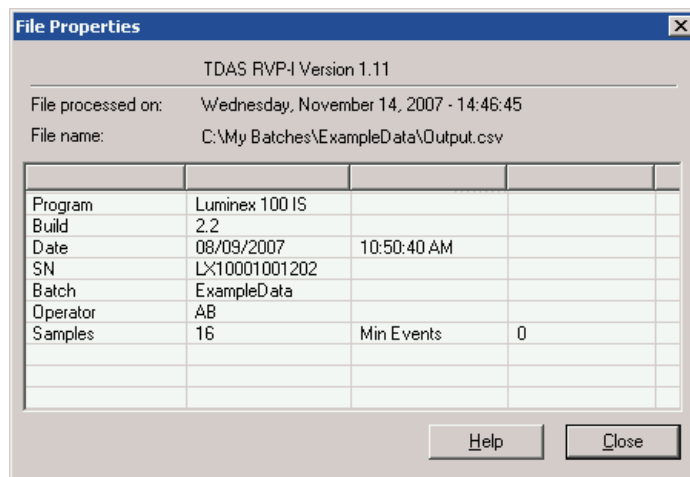 File Properties
TDAS RVP-I Version 1.11
File processed on: Wednesday, November 14, 2007 - 14:46:45
File name: C:\My Batches\ExampleData\Output.csv
Program Luminex 100 IS
Build 2.2
Date 08/09/2007 10:50:40 AM
SN LX10001001202
Batch ExampleData
Operator AB
Samples 16 Min Events 0
Help Close